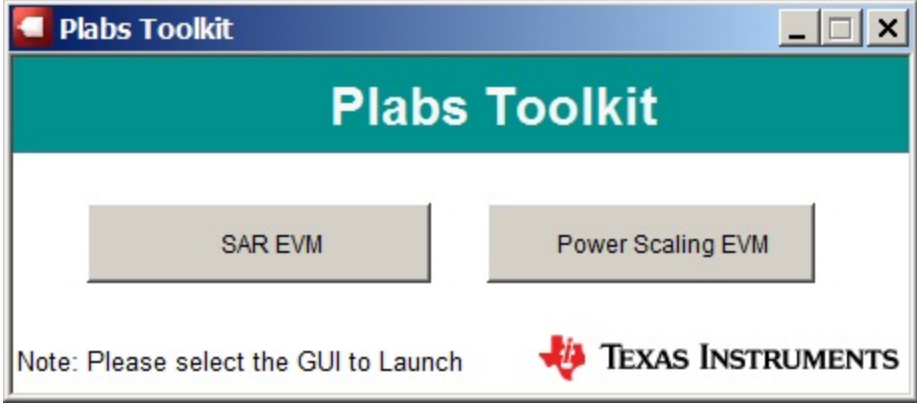 Plabs Toolkit
Plabs Toolkit
SAR EVM
Power Scaling EVM
Note: Please select the GUI to Launch
TEXAS INSTRUMENTS